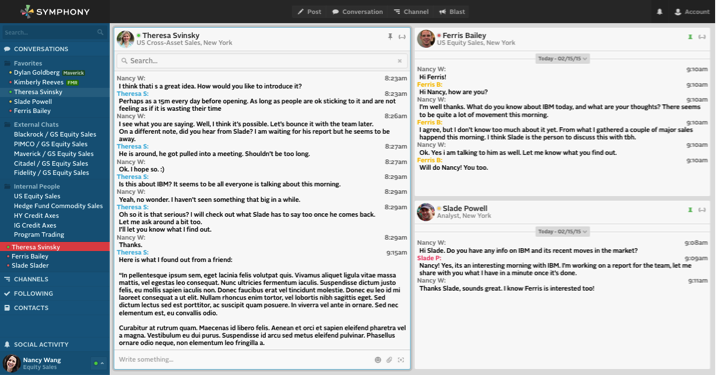 SYMPHONY
Post
Conversation
Channel
Blast
Account
Search...
CONVERSATIONS
Favorites
Dylan Goldberg Maverick
Kimberly Reeves FMR
Theresa Svinsky
Slade Powell
Ferris Bailey
External Chats
Blackrock / GS Equity Sales
PIMCO / GS Equity Sales
Maverick / GS Equity Sales
Citadel / GS Equity Sales
Fidelity / GS Equity Sales
Internal People
US Equity Sales
Hedge Fund Commodity Sales
HY Credit Axes
IG Credit Axes
Program Trading
Theresa Svinsky
Ferris Bailey
Slade Slader
CHANNELS
FOLLOWING
CONTACTS
SOCIAL ACTIVITY
Nancy Wang
Equity Sales
Theresa Svinsky
US Cross-Asset Sales, New York
Search...
Nancy W: 8:23am
I think thati s a great idea. How would you like to introduce it?
Theresa S: 8:23am
Perhaps as a 15m every day before opening. As long as people are ok sticking to it and are not
feeling as if it is wasting their time
Nancy W: 8:26am
I see what you are saying. Well, I think it's possible. Let's bounce it with the team later.
On a different note, did you hear from Slade? I am waiting for his report but he seems to be
away.
Theresa S: 8:27am
He is around, he got pulled into a meeting. Shouldn't be too long.
Nancy W: 8:27am
Ok, I hope so. :)
Theresa S: 8:29am
Is this about IBM? It seems to be all everyone is talking about this morning.
Nancy W: 8:29am
Yeah, no wonder. I haven't seen something that big in a while.
Theresa S: 8:29am
Oh so it is that serious? I will check out what Slade has to say too once he comes back.
Let me ask around a bit too.
I'll let you know what I find out.
Nancy W: 8:29am
Thanks.
Theresa S: 9:15am
Here is what I found out from a friend:
"In pellentesque ipsum sem, eget lacinia felis volutpat quis. Vivamus aliquet ligula vitae massa
mattis, vel egestas leo consequat. Nunc ultricies fermentum iaculis. Suspendisse dictum justo
felis, eu mollis sapien iaculis non. Donec faucibus erat vel tincidunt molestie. Donec eu leo id mi
laoreet consequat a ut elit. Nullam rhoncus enim tortor, vel lobortis nibh sagittis eget. Sed
dictum lectus sed est porttitor, ac suscipit quam posuere. In viverra vel ante in ornare. Sed nec
elementum est, eu convallis odio.
Curabitur at rutrum quam. Maecenas id libero felis. Aenean et orci et sapien eleifend pharetra vel
a magna. Vestibulum eu dui purus. Suspendisse id arcu sed metus eleifend pulvinar. Phasellus
ornare odio neque, non elementum leo fringilla a.
Write something...
Ferris Bailey
US Equity Sales, New York
Today - 02/15/15
Nancy W: 9:10am
Hi Ferris!
Ferris B: 9:10am
Hi Nancy, how are you?
Nancy W: 9:10am
I'm well thanks. What do you know about IBM today, and what are your thoughts? There seems
to be quite a lot of movement this morning.
Ferris B: 9:10am
I agree, but I don't know too much about it yet. From what I gathered a couple of major sales
happend this morning. I think Slade is the person to discuss this with tbh.
Nancy W: 9:10am
Ok. Yes i am talking to him as well. Let me know what you find out.
Ferris B: 9:10am
Will do Nancy! You too.
Slade Powell
Analyst, New York
Today - 02/15/15
Nancy W: 9:08am
Hi Slade. Do you have any info on IBM and its recent moves in the market?
Slade P: 9:09am
Nancy! Yes, its an interesting morning with IBM. I'm working on a report for the team, let me
share with you what I have in a minute once it's done.
Nancy W: 9:11am
Thanks Slade, sounds great. I know Ferris is interested too!